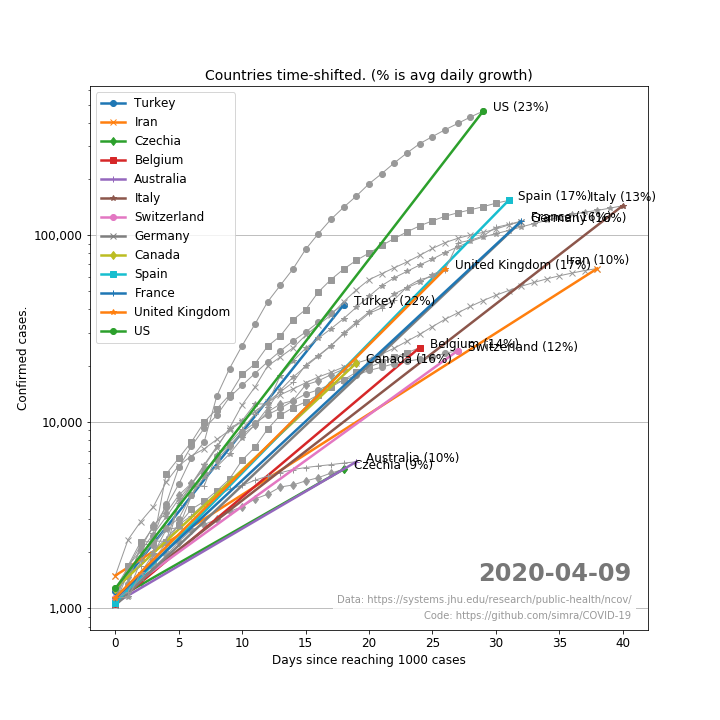 Countries time-shifted. (% is avg daily growth)
Turkey
Iran
Czechia
Belgium
Australia
Italy
Switzerland
Germany
Canada
Spain
France
United Kingdom
US
US (23%)
Spain (17%)
Italy (13%)
France (16%)
Germany (16%)
Iran (10%)
United Kingdom (17%)
Turkey (22%)
Belgium (14%)
Switzerland (12%)
Canada (16%)
Australia (10%)
Czechia (9%)
100,000
10,000
1,000
Confirmed cases.
2020-04-09
Data: https://systems.jhu.edu/research/public-health/ncov/
Code: https://github.com/simra/COVID-19
0 5 10 15 20 25 30 35 40
Days since reaching 1000 cases